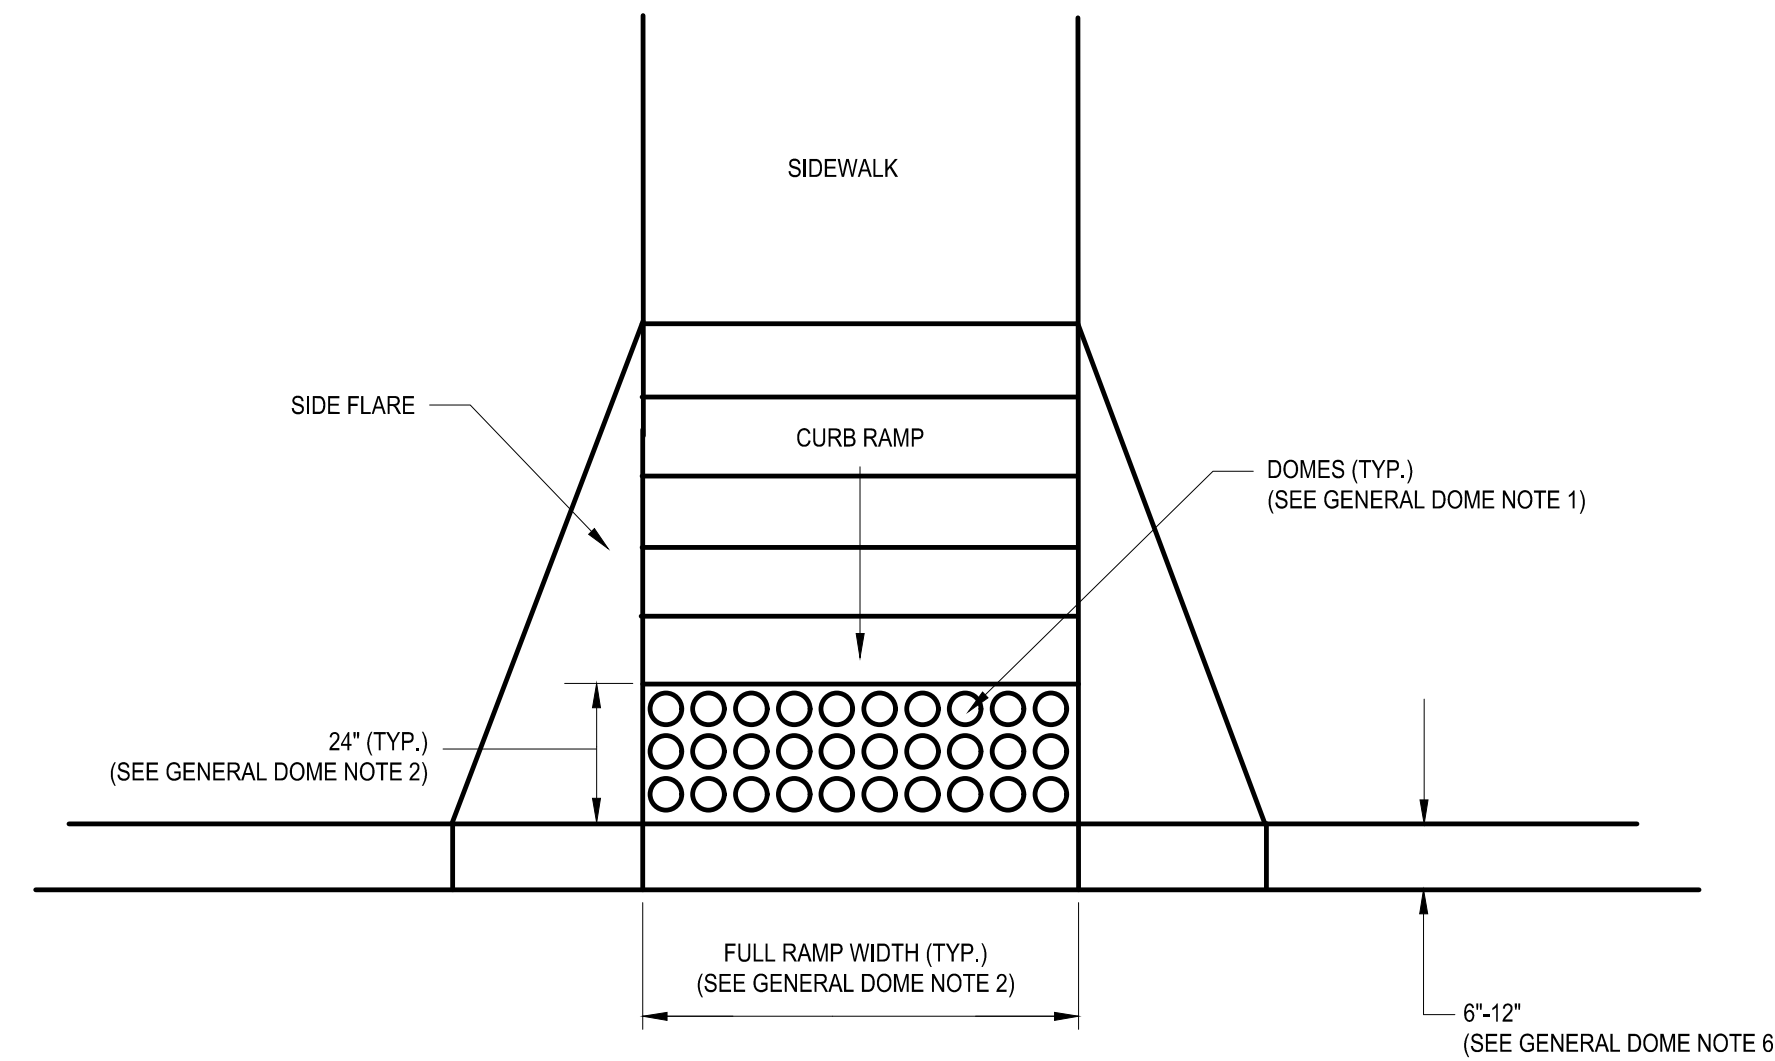 SIDEWALK
SIDE FLARE
CURB RAMP
DOMES (TYP.)
(SEE GENERAL DOME NOTE 1)
24" (TYP.)
(SEE GENERAL DOME NOTE 2)
FULL RAMP WIDTH (TYP.)
(SEE GENERAL DOME NOTE 2)
6"-12"
(SEE GENERAL DOME NOTE 6